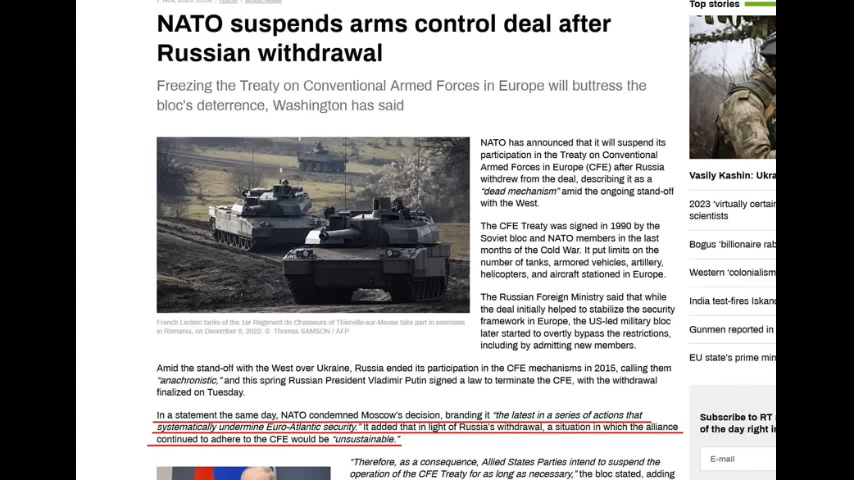 Top stories
NATO suspends arms control deal after
Russian withdrawal
Freezing the Treaty on Conventional Armed Forces in Europe will buttress the
bloc's deterrence, Washington has said
NATO has announced that it will suspend its
participation in the Treaty on Conventional
Armed Forces in Europe (CFE) after Russia
withdrew from the deal, describing it as a
"dead mechanism" amid the ongoing stand-off
with the West.
The CFE Treaty was signed in 1990 by the
Soviet bloc and NATO members in the last
months of the Cold War. It put limits on the
number of tanks, armored vehicles, artillery,
helicopters, and aircraft stationed in Europe.
The Russian Foreign Ministry said that while
the deal initially helped to stabilize the security
framework in Europe, the US-led military bloc
later started to overtly bypass the restrictions,
including by admitting new members.
French Leclerc tanks of the 1er Regiment de Chasseurs of Thierville-sur-Meuse take part in exercises
in Romania, on December 8, 2022. © Thomas SAMSON / AFP
Amid the stand-off with the West over Ukraine, Russia ended its participation in the CFE mechanisms in 2015, calling them
"anachronistic," and this spring Russian President Vladimir Putin signed a law to terminate the CFE, with the withdrawal
finalized on Tuesday.
In a statement the same day, NATO condemned Moscow's decision, branding it "the latest in a series of actions that
systematically undermine Euro-Atlantic security." It added that in light of Russia's withdrawal, a situation in which the alliance
continued to adhere to the CFE would be "unsustainable."
"Therefore, as a consequence, Allied States Parties intend to suspend the
operation of the CFE Treaty for as long as necessary," the bloc stated, adding
Vasily Kashin: Ukra
2023 'virtually certain
scientists
Bogus 'billionaire rab
Western 'colonialism
India test-fires Iskand
Gunmen reported in
EU state's prime min
Subscribe to RT
of the day right i
E-mail